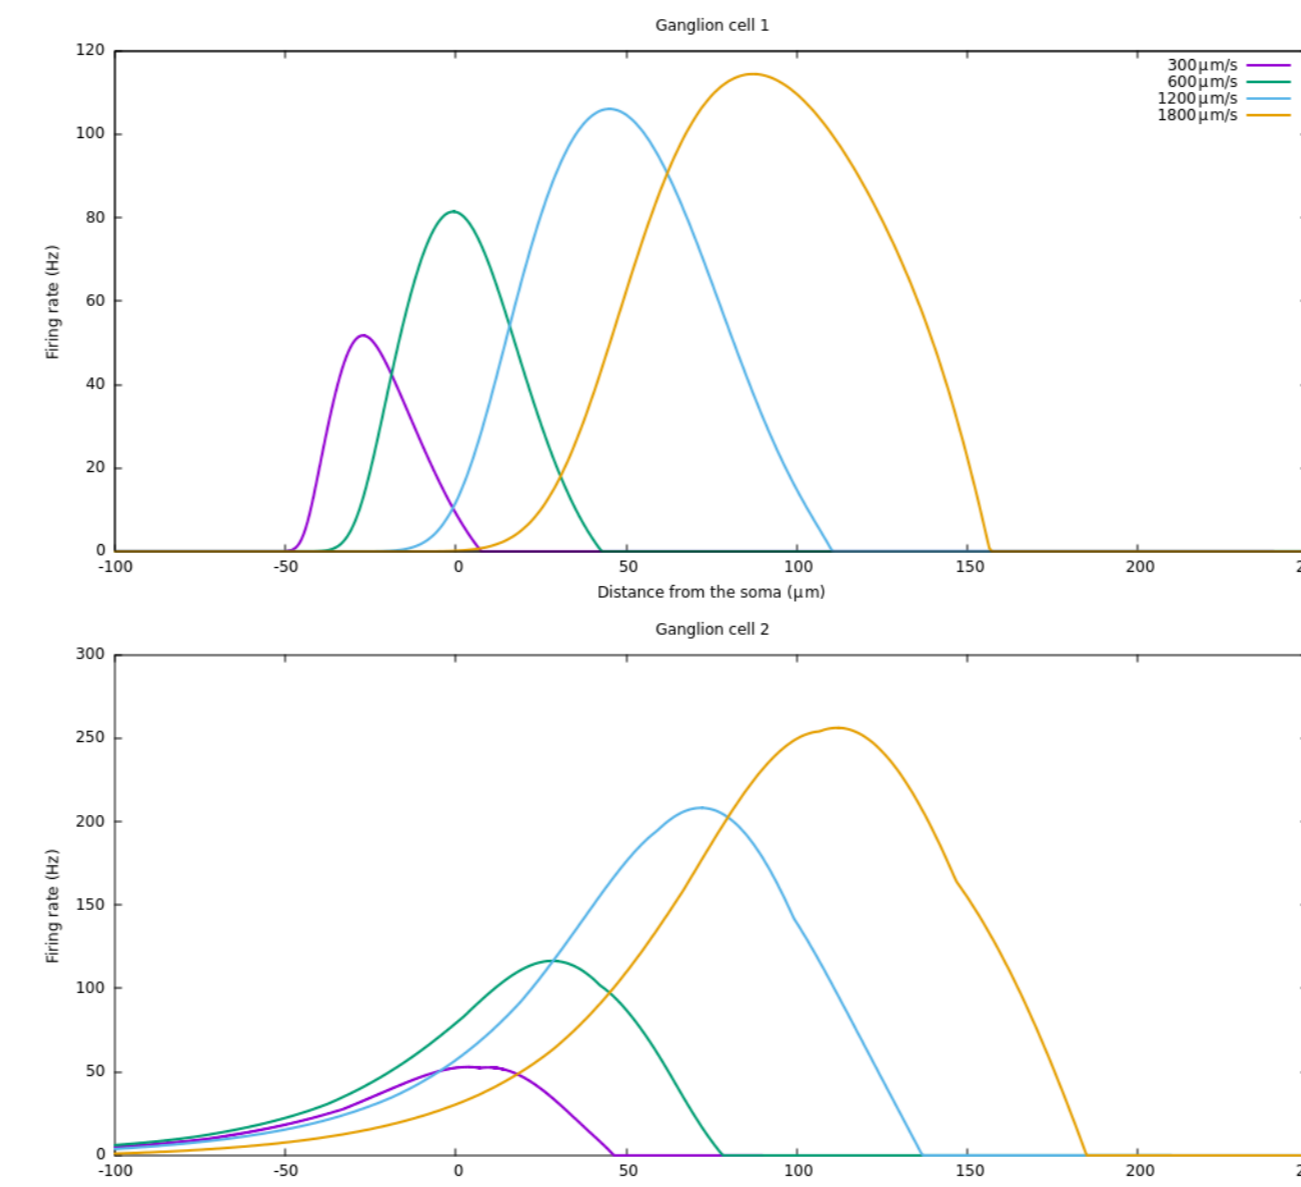 Ganglion cell 1
120
100
80
60
40
20
0
Firing rate (Hz)
300μm/s
600μm/s
1200μm/s
1800μm/s
-100 -50 0 50 100 150 200 2
Distance from the soma (μm)
Ganglion cell 2
300
250
200
150
100
50
0
Firing rate (Hz)
-100 -50 0 50 100 150 200 2